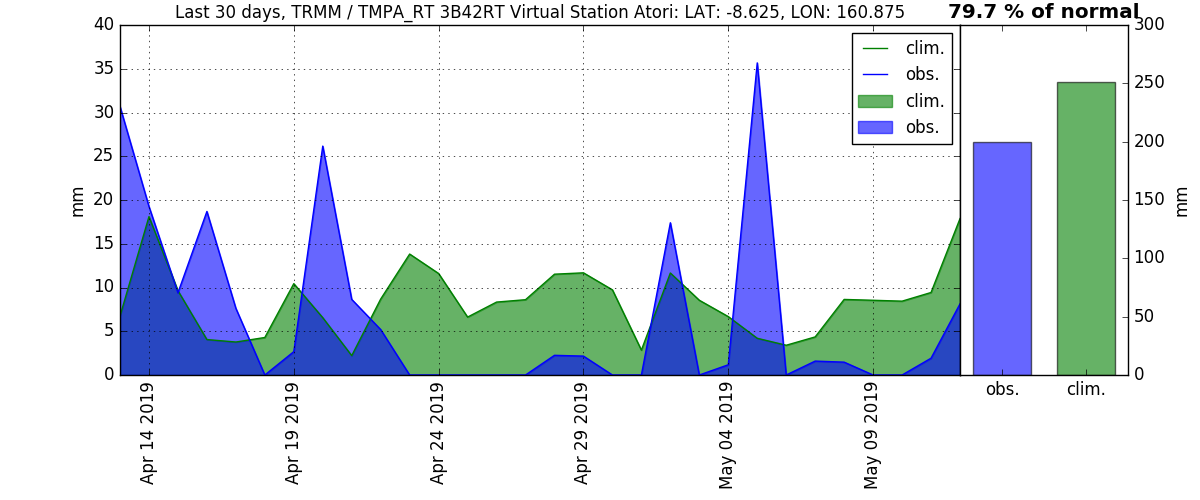 Last 30 days, TRMM / TMPA_RT 3B42RT Virtual Station Atori: LAT: -8.625, LON: 160.875
79.7 % of normal
40
35
30
25
20
15
10
5
0
mm
clim.
obs.
clim.
obs.
Apr 14 2019
Apr 19 2019
Apr 24 2019
Apr 29 2019
May 04 2019
May 09 2019
300
250
200
150
100
50
0
mm
obs.
clim.